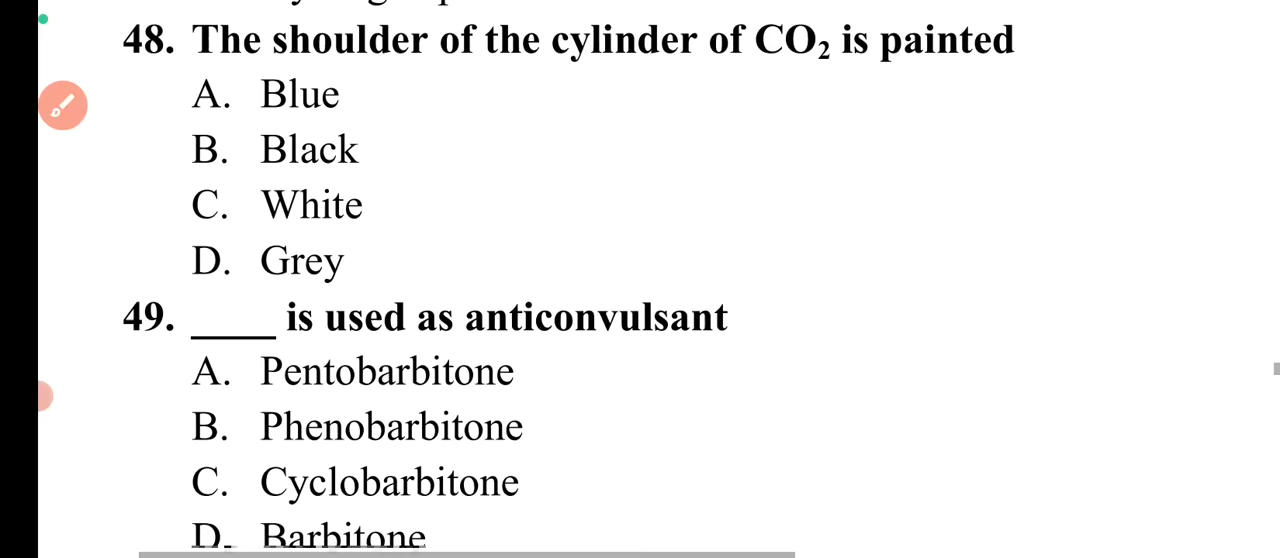 48. The shoulder of the cylinder of CO₂ is painted
A. Blue
B. Black
C. White
D. Grey
49. ____ is used as anticonvulsant
A. Pentobarbitone
B. Phenobarbitone
C. Cyclobarbitone
D. Barbitone